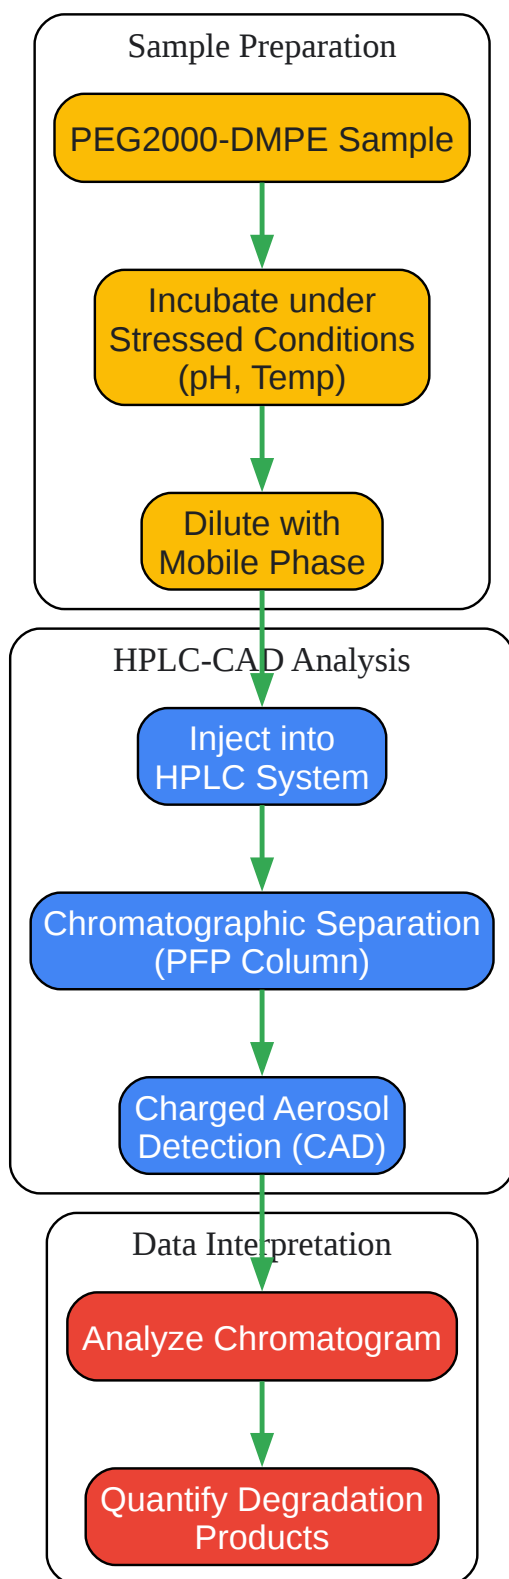 Sample Preparation
PEG2000-DMPE Sample
Incubate under
Stressed Conditions
(pH, Temp)
Dilute with
Mobile Phase
HPLC-CAD Analysis
Inject into
HPLC System
Chromatographic Separation
(PFP Column)
Charged Aerosol
Detection (CAD)
Data Interpretation
Analyze Chromatogram
Quantify Degradation
Products